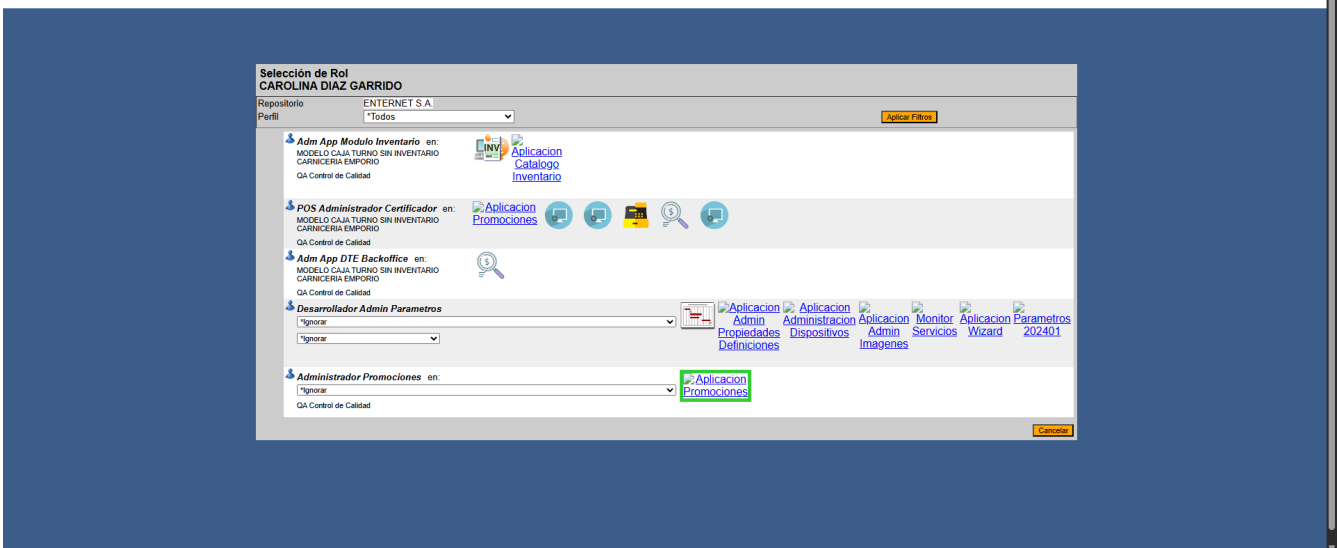 Selección de Rol
CAROLINA DIAZ GARRIDO
Repositorio ENTERNET S.A.
Perfil *Todos Aplicar Filtros
Adm App Modulo Inventario en:
MODELO CAJA TURNO SIN INVENTARIO
CARNICERIA EMPORIO
QA Control de Calidad
INV
Aplicacion
Catalogo
Inventario
POS Administrador Certificador en:
MODELO CAJA TURNO SIN INVENTARIO
CARNICERIA EMPORIO
QA Control de Calidad
Aplicacion
Promociones
Adm App DTE Backoffice en:
MODELO CAJA TURNO SIN INVENTARIO
CARNICERIA EMPORIO
QA Control de Calidad
Desarrollador Admin Parametros
*Ignorar
*Ignorar
Aplicacion
Admin
Propiedades
Definiciones
Aplicacion
Administracion
Dispositivos
Aplicacion
Admin
Imagenes
Monitor
Servicios
Aplicacion
Wizard
Parametros
202401
Administrador Promociones en:
*Ignorar
QA Control de Calidad
Aplicacion
Promociones
Cancelar